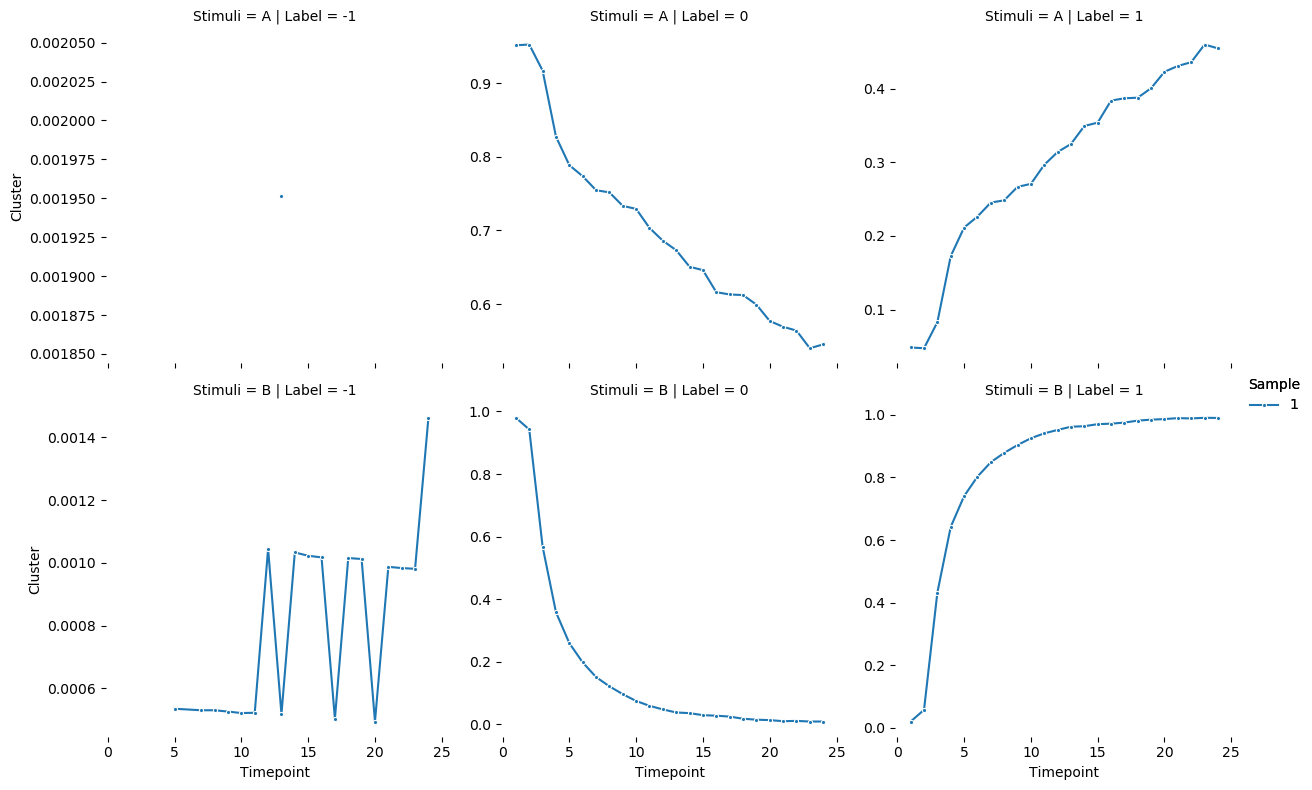 Stimuli = A | Label = -1
Stimuli = A | Label = 0
Stimuli = A | Label = 1
0.002050
0.002025
0.002000
0.001975
0.001950
0.001925
0.001900
0.001875
0.001850
Cluster
0.9
0.8
0.7
0.6
0.4
0.3
0.2
0.1
Stimuli = B | Label = -1
Stimuli = B | Label = 0
Stimuli = B | Label = 1
0.0014
0.0012
0.0010
0.0008
0.0006
Cluster
1.0
0.8
0.6
0.4
0.2
0.0
1.0
0.8
0.6
0.4
0.2
0.0
Sample
1
0 5 10 15 20 25
0 5 10 15 20 25
0 5 10 15 20 25
Timepoint
Timepoint
Timepoint